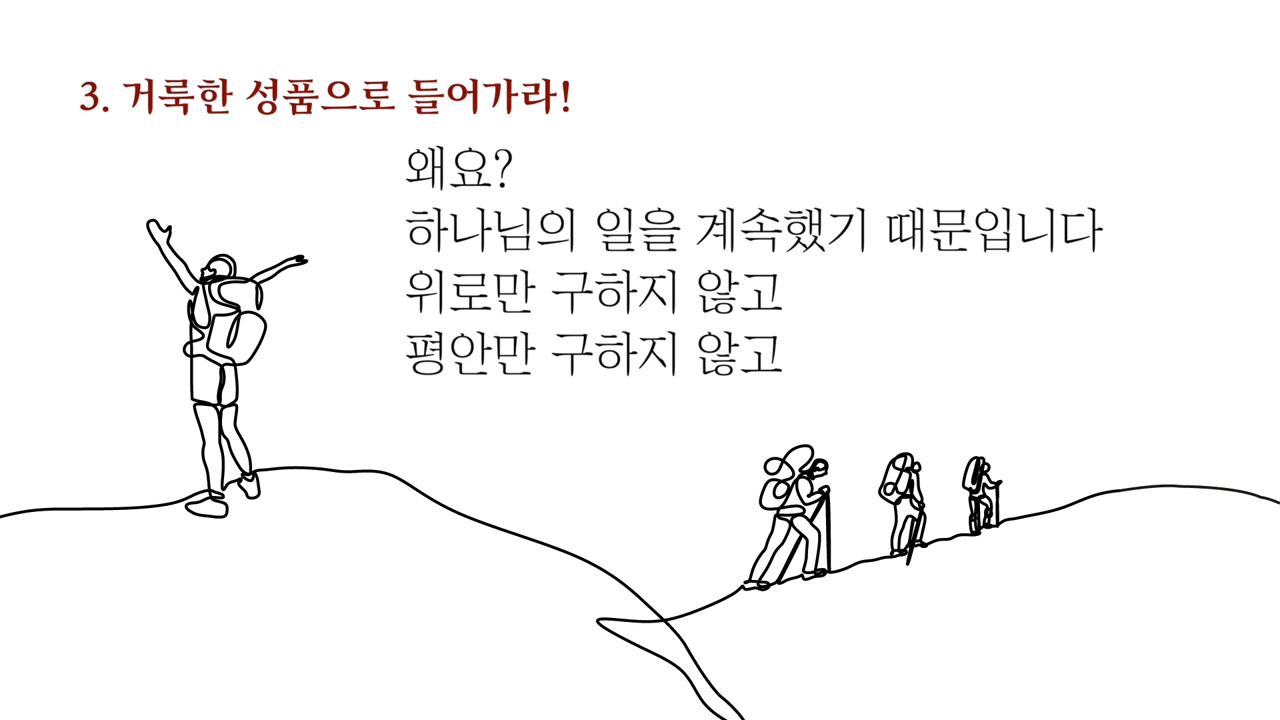 3. 거룩한 성품으로 들어가라!
왜요?
하나님의 일을 계속했기 때문입니다
위로만 구하지 않고
평안만 구하지 않고